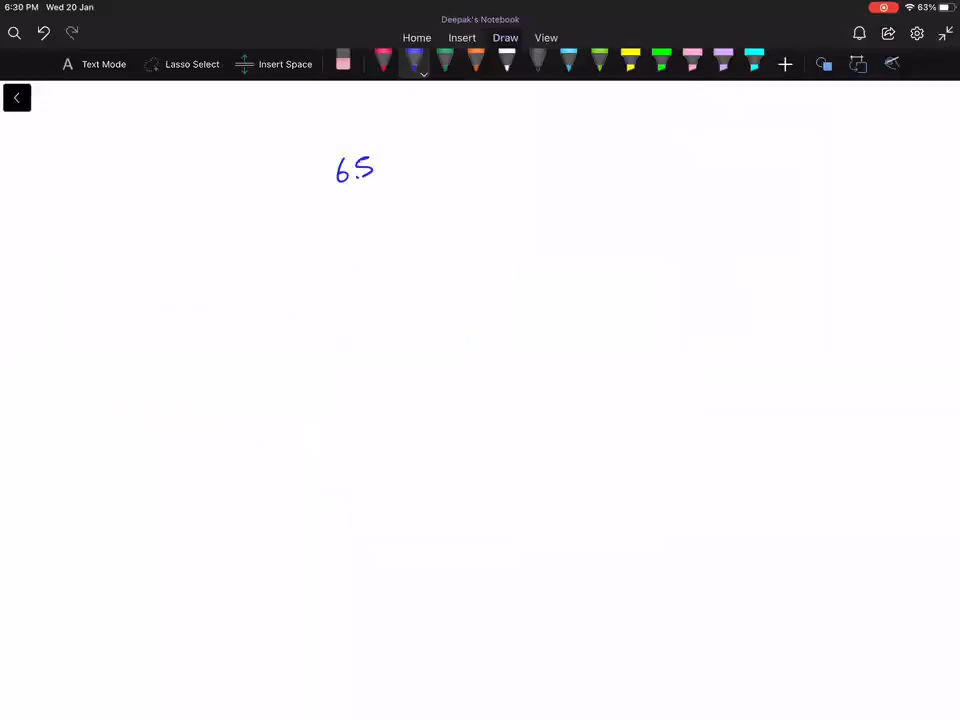 6:30 PM Wed 20 Jan
63%
Deepak's Notebook
Home Insert Draw View
A Text Mode Lasso Select Insert Space
6.5